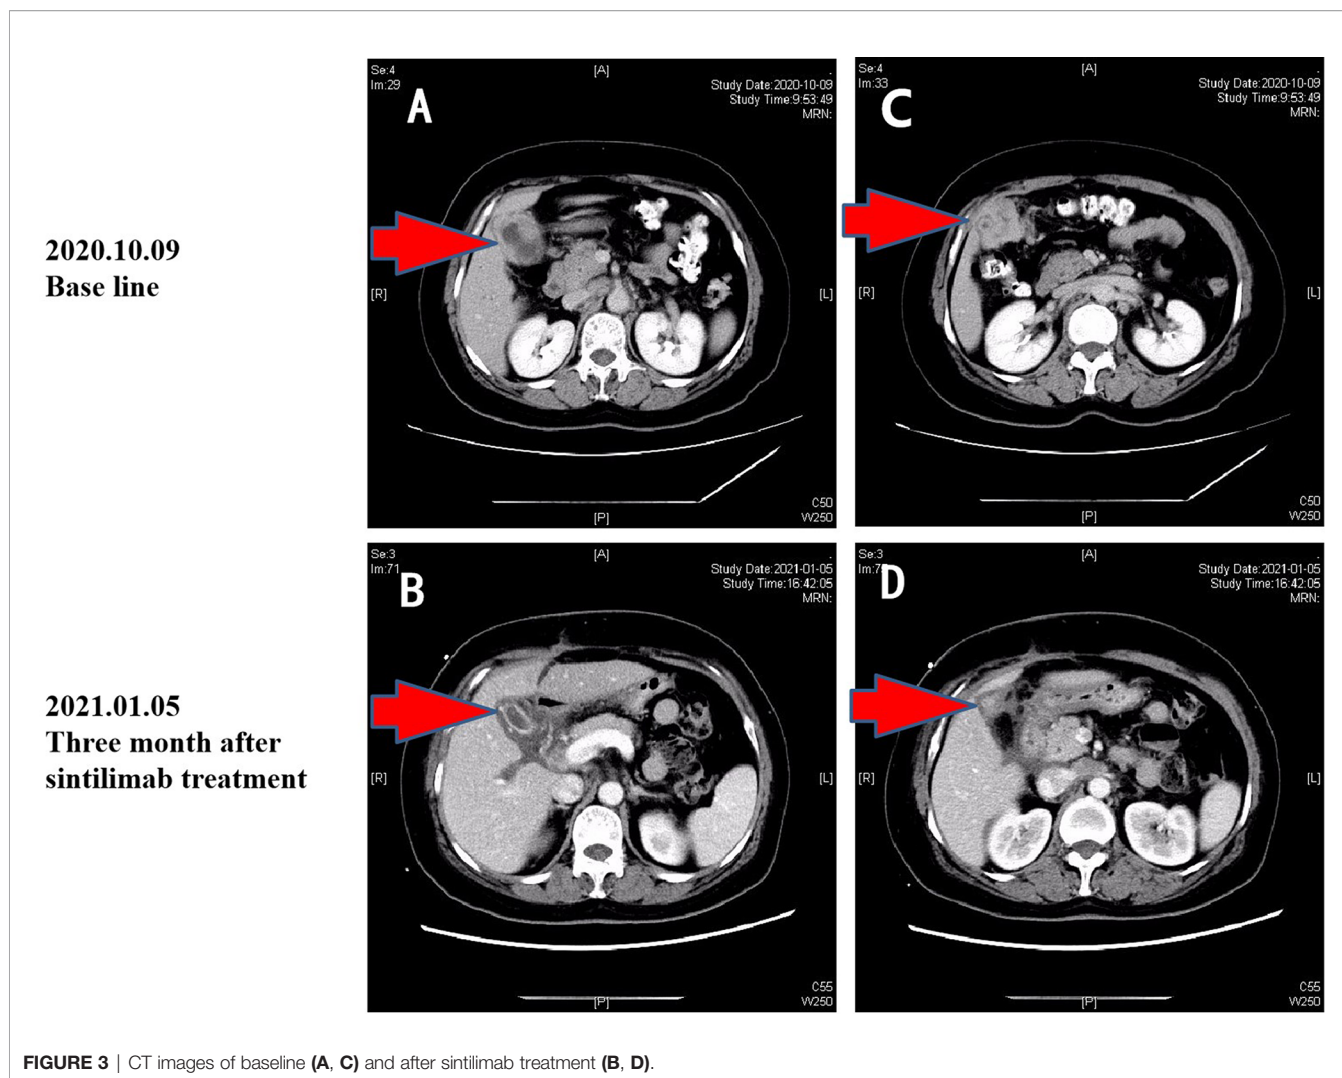 2020.10.09
Base line
Se:4
Im:29
[A]
Study Date:2020-10-09
Study Time:9:53:49
MRN:
A
[R]
[L]
C50
W250
[P]
Se:4
Im:33
[A]
Study Date:2020-10-09
Study Time:9:53:49
MRN:
C
[R]
[L]
C50
W250
[P]
2021.01.05
Three month after
sintilimab treatment
Se:3
Im:71
[A]
Study Date:2021-01-05
Study Time:16:42:05
MRN:
B
[R]
[L]
C55
W250
[P]
Se:3
[A]
Study Date:2021-01-05
Study Time:16:42:05
MRN:
D
[R]
[L]
C55
W250
[P]
FIGURE 3 | CT images of baseline (A, C) and after sintilimab treatment (B, D).